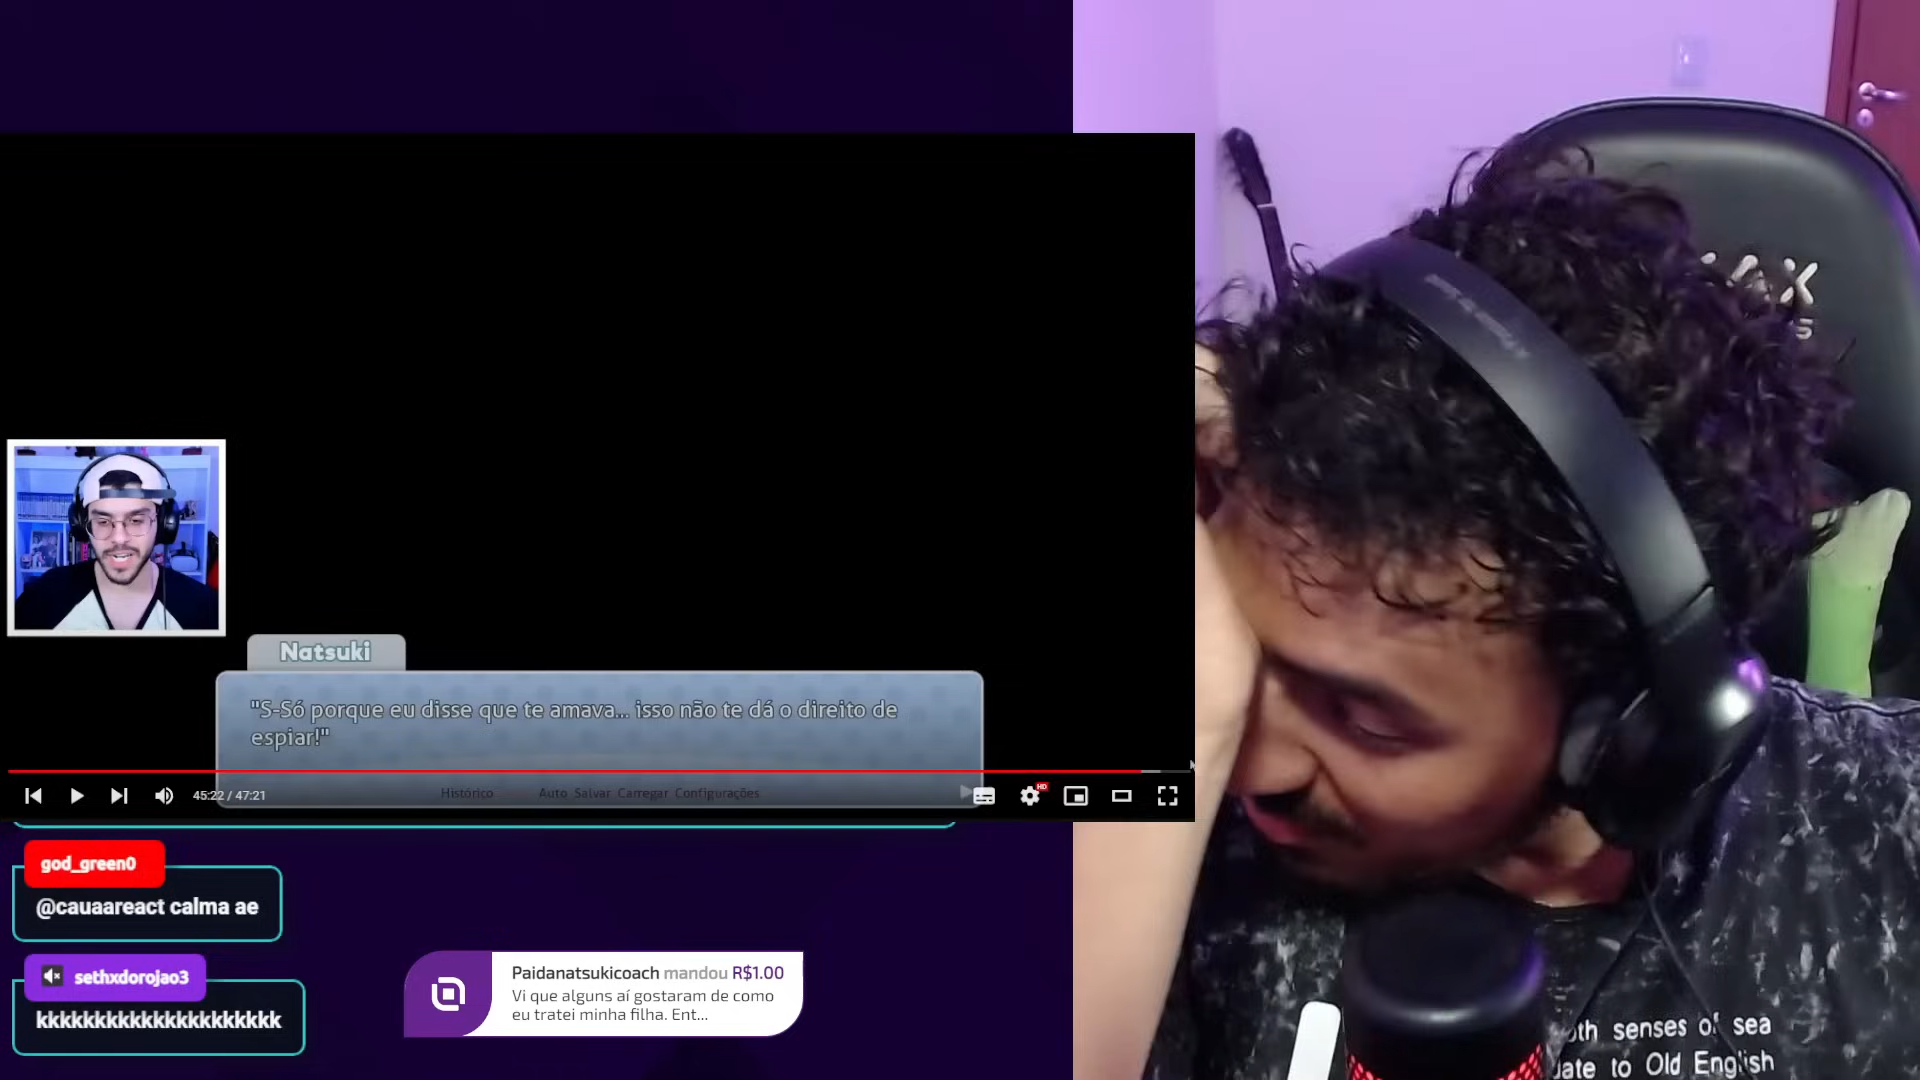 Natsuki
"S-Só porque eu disse que te amava... isso não te dá o direito de
espiar!"
45:22 / 47:21
Histórico Auto Salvar Carregar Configurações
HD
god_green0
@cauaareact calma ae
sethxdorojao3
kkkkkkkkkkkkkkkkkkkkk
Paidanatsukicoach mandou R$1.00
Vi que alguns aí gostaram de como
eu tratei minha filha. Ent...
senses of sea
to Old English